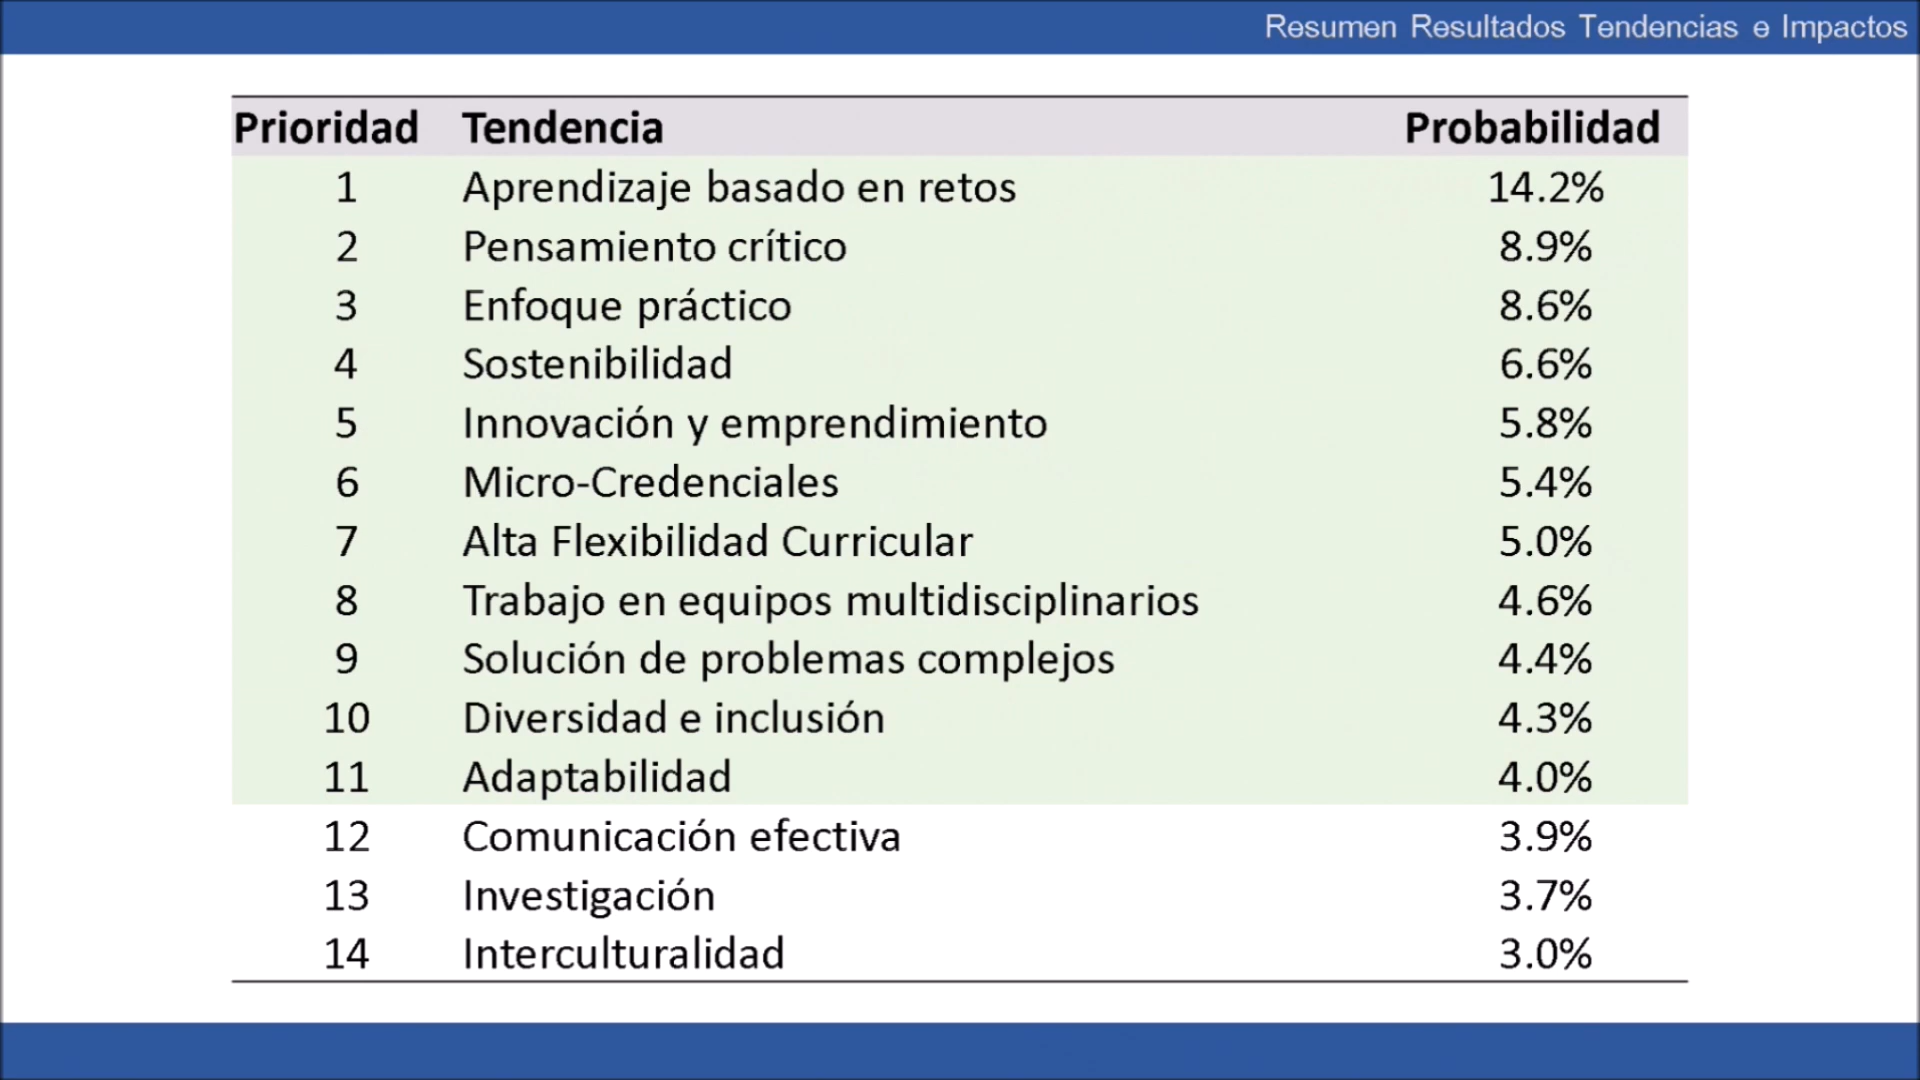 Resumen Resultados Tendencias e Impactos
Prioridad Tendencia Probabilidad
1 Aprendizaje basado en retos 14.2%
2 Pensamiento crítico 8.9%
3 Enfoque práctico 8.6%
4 Sostenibilidad 6.6%
5 Innovación y emprendimiento 5.8%
6 Micro-Credenciales 5.4%
7 Alta Flexibilidad Curricular 5.0%
8 Trabajo en equipos multidisciplinarios 4.6%
9 Solución de problemas complejos 4.4%
10 Diversidad e inclusión 4.3%
11 Adaptabilidad 4.0%
12 Comunicación efectiva 3.9%
13 Investigación 3.7%
14 Interculturalidad 3.0%